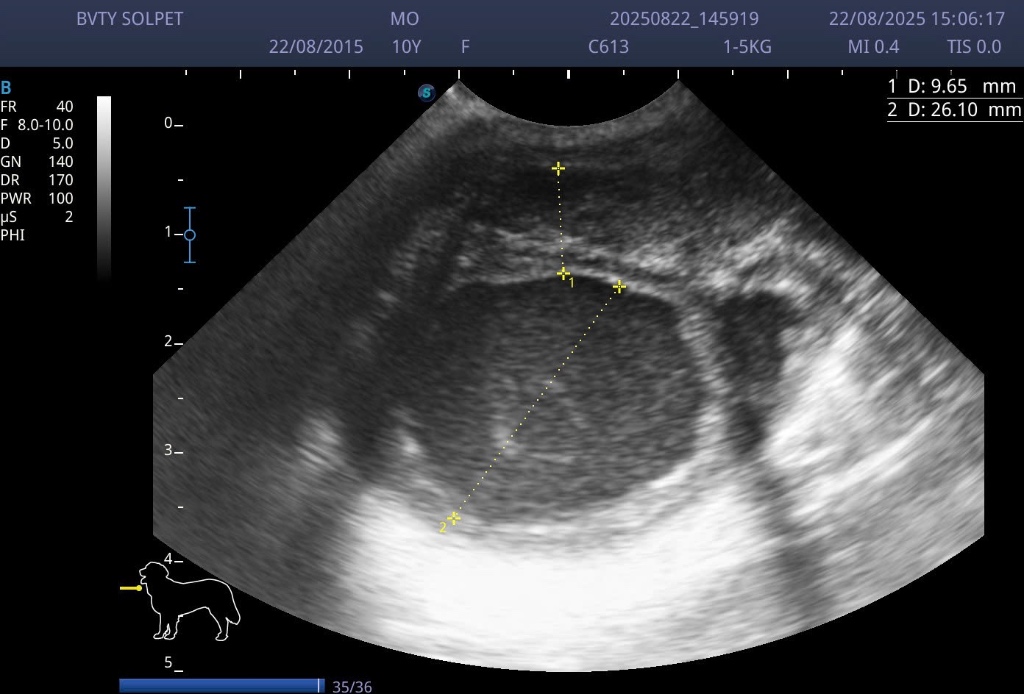 BVTY SOLPET MO 20250822_145919 22/08/2025 15:06:17
22/08/2015 10Y F C613 1-5KG MI 0.4 TIS 0.0
B
FR 40
F 8.0-10.0
D 5.0
GN 140
DR 170
PWR 100
µS 2
PHI
S
1 D: 9.65 mm
2 D: 26.10 mm
0
1
1
2
3
2
4
5
35/36